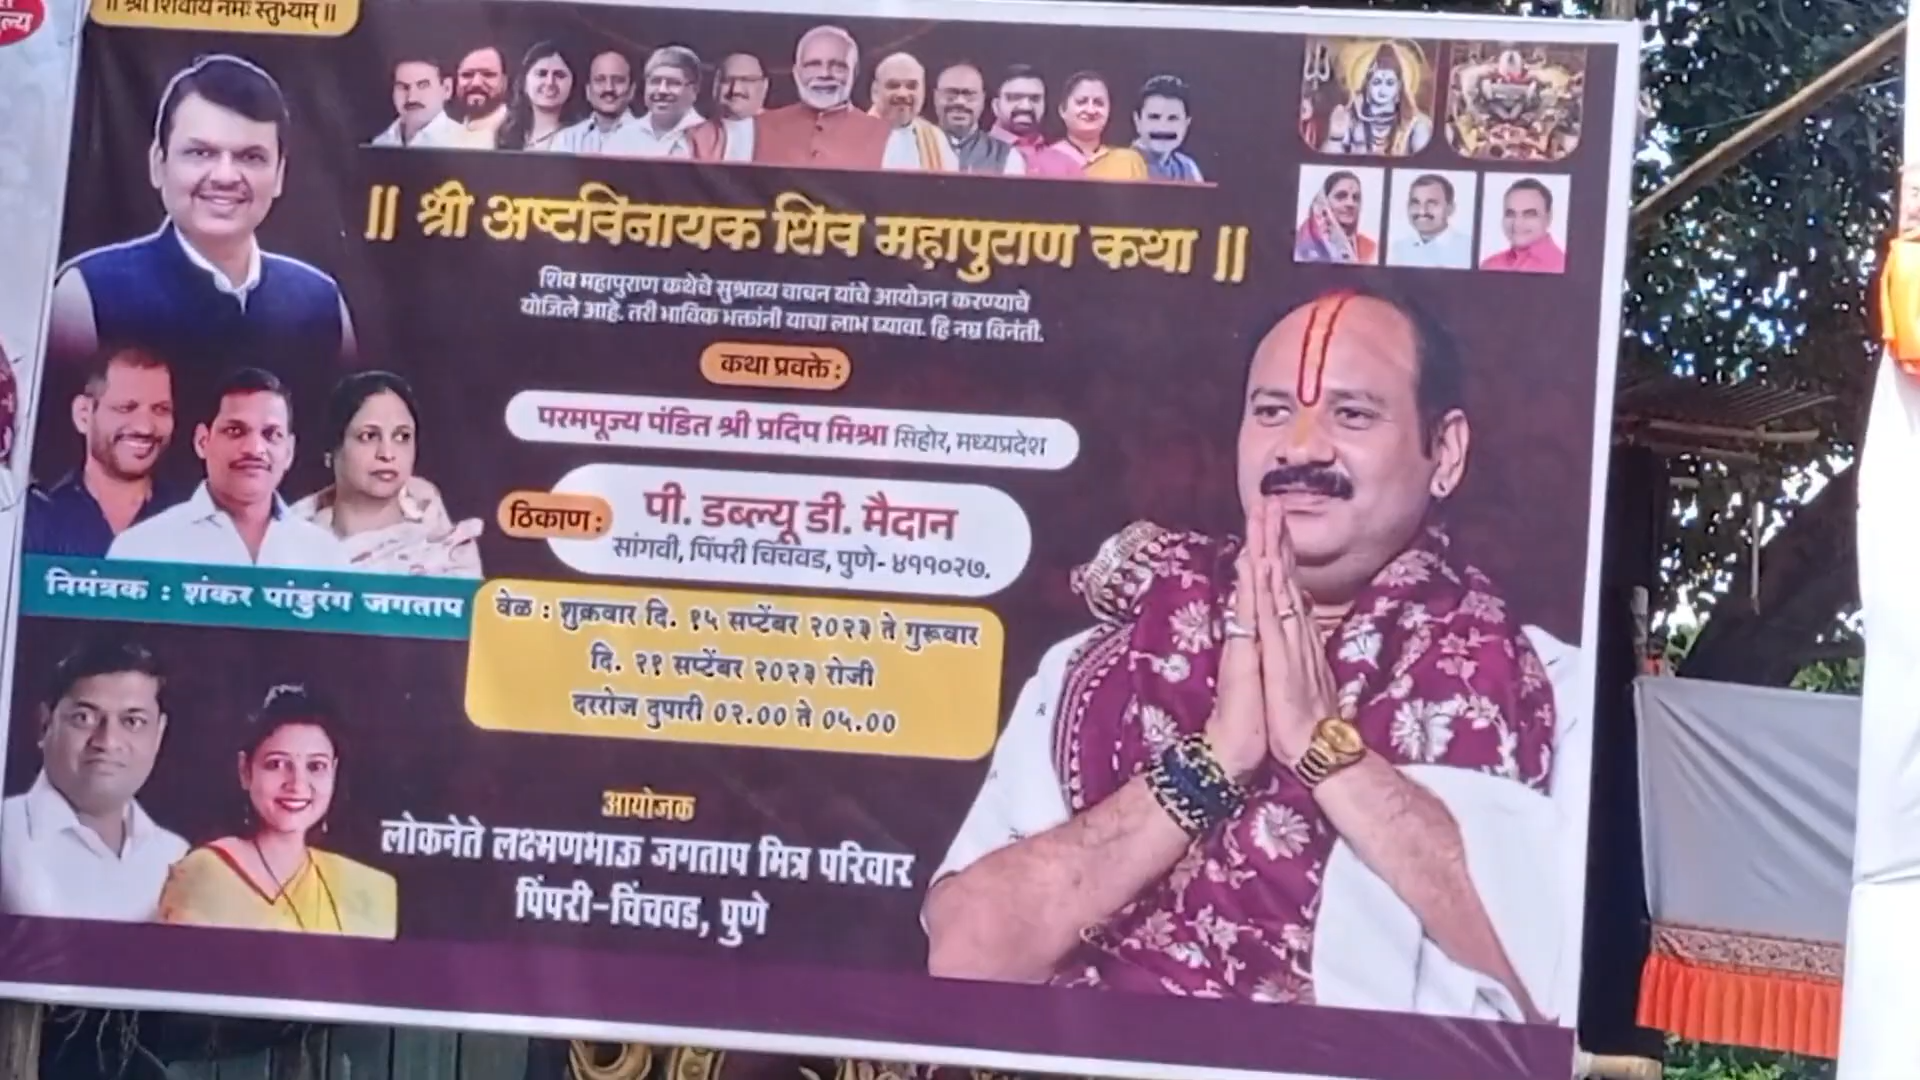 || श्री शिवाय नमः स्तुभ्यम् ||
|| श्री अष्टविनायक शिव महापुराण कथा ||
शिव महापुराण कथेचे सुश्राव्य वाचन यांचे आयोजन करण्याचे
योजिले आहे. तरी भाविक भक्तांनी याचा लाभ घ्यावा. हि नम्र विनंती.
कथा प्रवक्ते :
परमपूज्य पंडित श्री प्रदिप मिश्रा सिहोर, मध्यप्रदेश
ठिकाण : पी. डब्ल्यू डी. मैदान
सांगवी, पिंपरी चिंचवड, पुणे- ४११०२७.
निमंत्रक : शंकर पांडुरंग जगताप
वेळ : शुक्रवार दि. १५ सप्टेंबर २०२३ ते गुरूवार
दि. २१ सप्टेंबर २०२३ रोजी
दररोज दुपारी ०२.०० ते ०५.००
आयोजक
लोकनेते लक्ष्मणभाऊ जगताप मित्र परिवार
पिंपरी-चिंचवड, पुणे